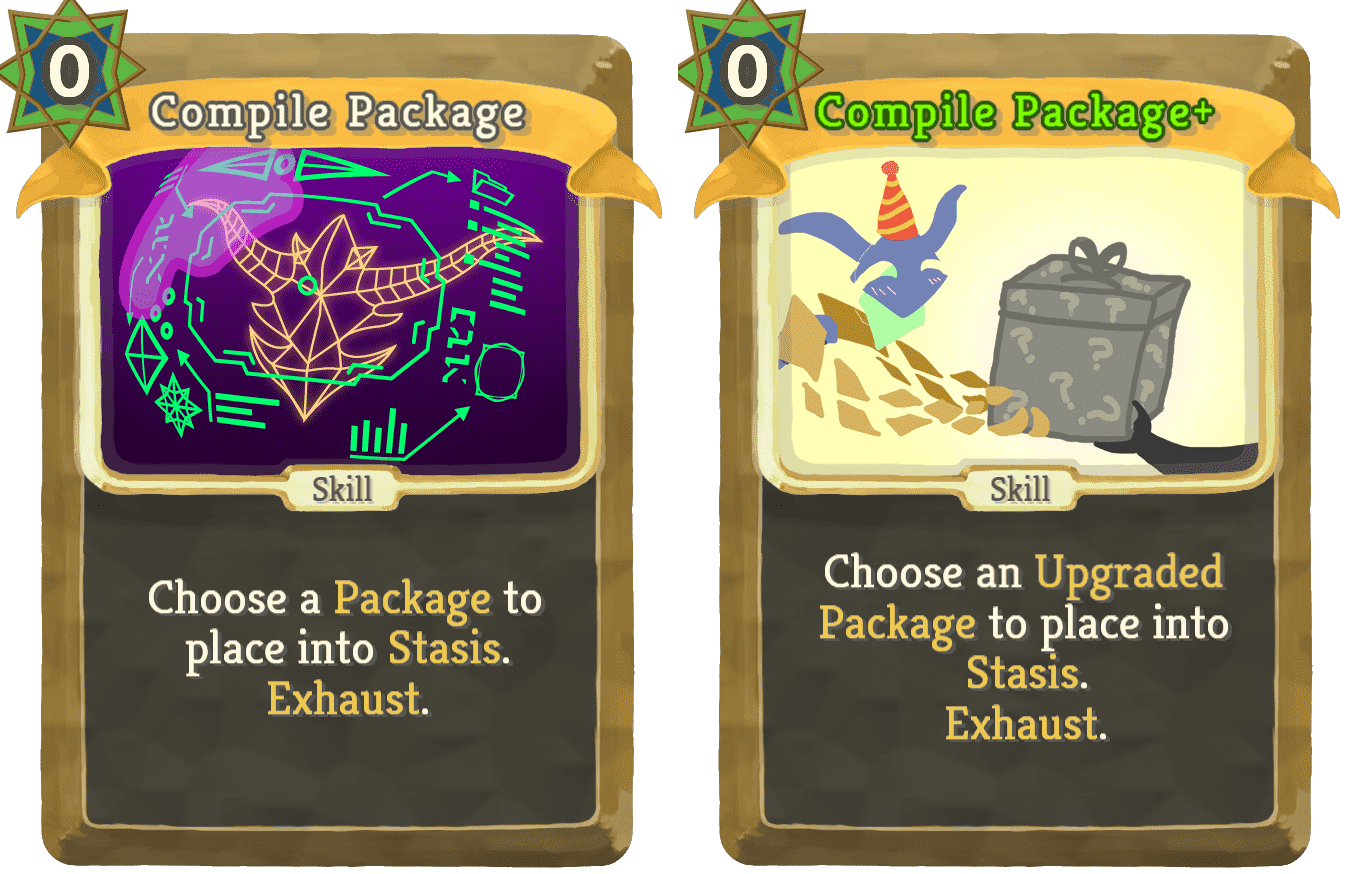 0
Compile Package
Skill
Choose a Package to
place into Stasis.
Exhaust.
0
Compile Package+
? ? ? ?
Skill
Choose an Upgraded
Package to place into
Stasis.
Exhaust.